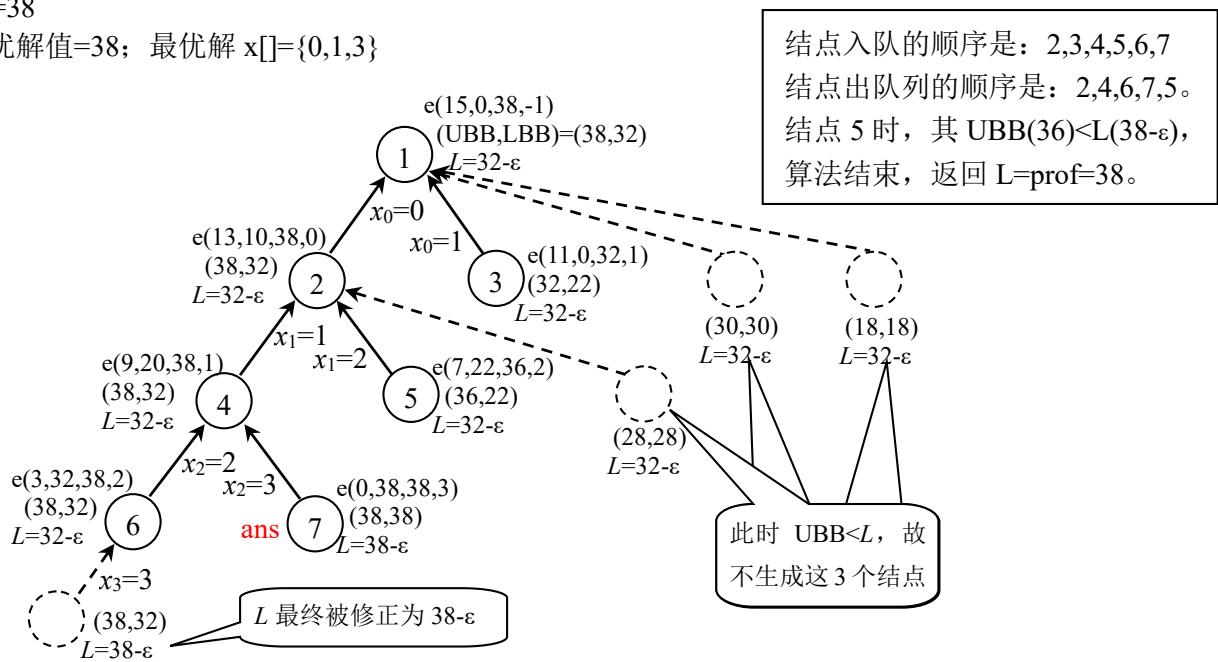 =38
优解值=38；最优解 x[]={0,1,3}
结点入队的顺序是：2,3,4,5,6,7
结点出队列的顺序是：2,4,6,7,5。
结点 5 时，其 UBB(36)<L(38-ε)，
算法结束，返回 L=prof=38。
e(15,0,38,-1)
(UBB,LBB)=(38,32)
1
L=32-ε
x0=0
x0=1
e(13,10,38,0)
(38,32)
2
L=32-ε
e(11,0,32,1)
3
(32,22)
L=32-ε
(30,30)
L=32-ε
(18,18)
L=32-ε
x1=1
x1=2
e(9,20,38,1)
(38,32)
4
L=32-ε
e(7,22,36,2)
5
(36,22)
L=32-ε
(28,28)
L=32-ε
x2=2
x2=3
e(3,32,38,2)
(38,32)
6
L=32-ε
ans
7
e(0,38,38,3)
(38,38)
L=38-ε
此时 UBB<L，故
不生成这 3 个结点
x3=3
(38,32)
L=38-ε
L 最终被修正为 38-ε